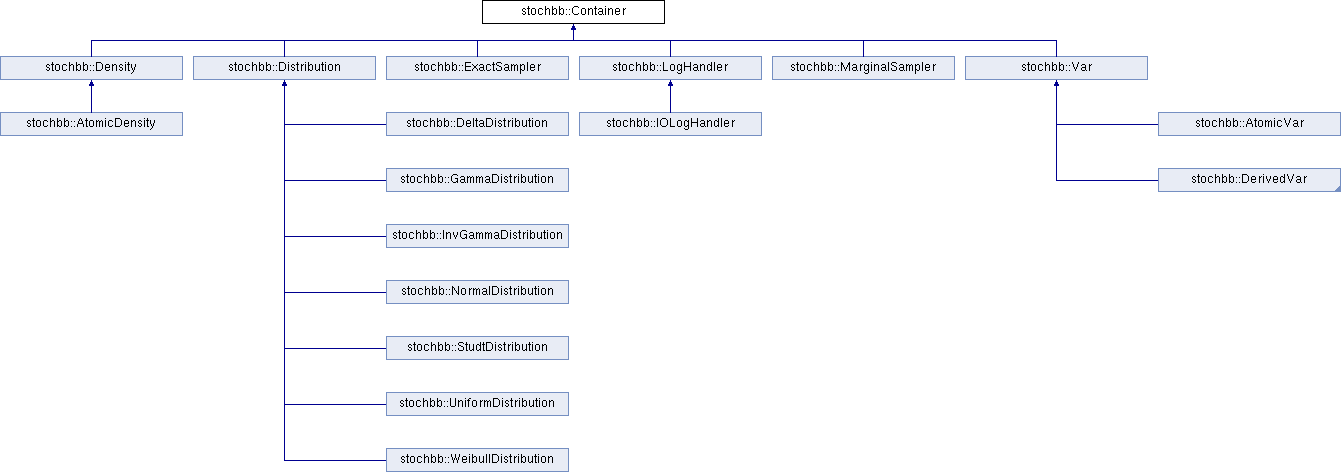 stochbb::Container
stochbb::Density
stochbb::Distribution
stochbb::ExactSampler
stochbb::LogHandler
stochbb::MarginalSampler
stochbb::Var
stochbb::AtomicDensity
stochbb::DeltaDistribution
stochbb::IOLogHandler
stochbb::AtomicVar
stochbb::GammaDistribution
stochbb::DerivedVar
stochbb::InvGammaDistribution
stochbb::NormalDistribution
stochbb::StudtDistribution
stochbb::UniformDistribution
stochbb::WeibullDistribution